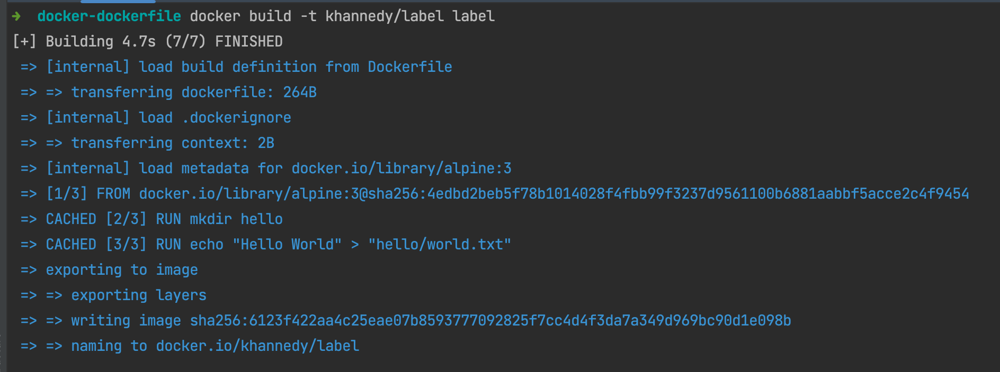 ➜ docker-dockerfile docker build -t khannedy/label label
[+] Building 4.7s (7/7) FINISHED
=> [internal] load build definition from Dockerfile
=> => transferring dockerfile: 264B
=> [internal] load .dockerignore
=> => transferring context: 2B
=> [internal] load metadata for docker.io/library/alpine:3
=> [1/3] FROM docker.io/library/alpine:3@sha256:4edbd2beb5f78b1014028f4fbb99f3237d9561100b6881aabbf5acce2c4f9454
=> CACHED [2/3] RUN mkdir hello
=> CACHED [3/3] RUN echo "Hello World" > "hello/world.txt"
=> exporting to image
=> => exporting layers
=> => writing image sha256:6123f422aa4c25eae07b8593777092825f7cc4d4f3da7a349d969bc90d1e098b
=> => naming to docker.io/khannedy/label